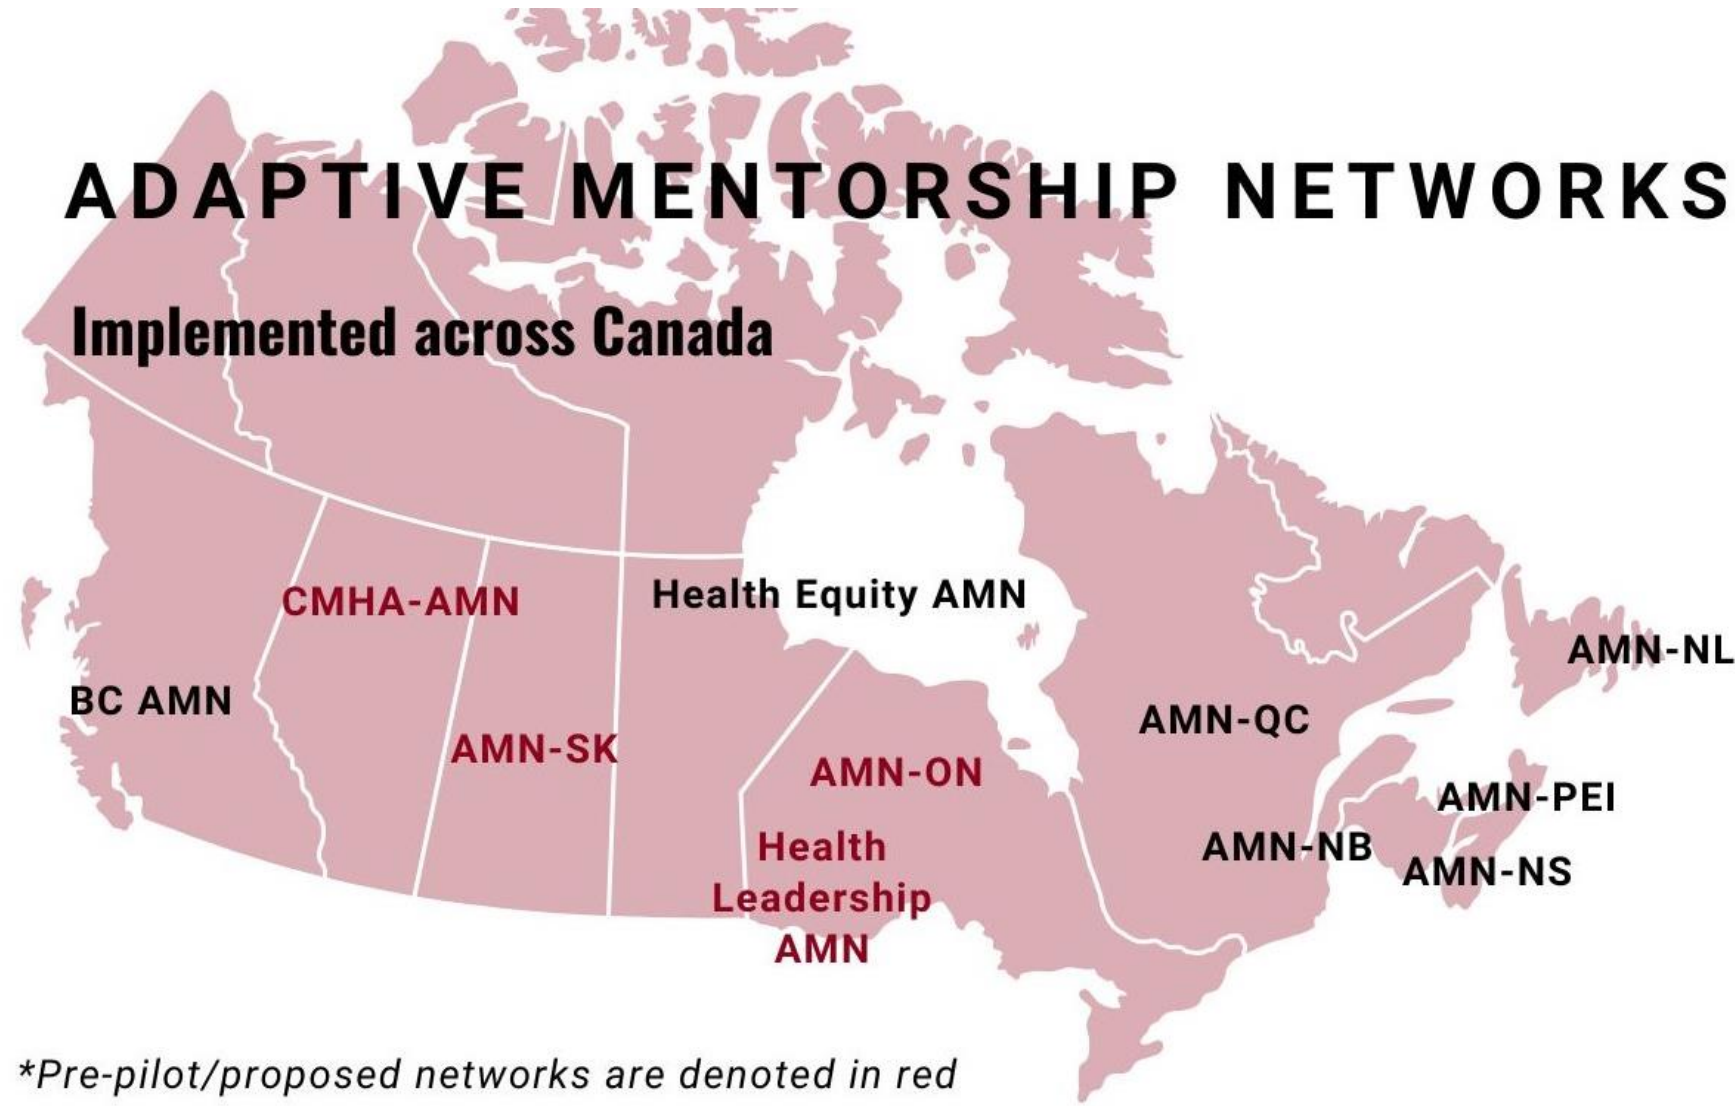 ADAPTIVE MENTORSHIP NETWORKS
Implemented across Canada
CMHA-AMN
Health Equity AMN
AMN-NL
BC AMN
AMN-QC
AMN-SK
AMN-ON
AMN-PEI
Health
Leadership
AMN
AMN-NB
AMN-NS
*Pre-pilot/proposed networks are denoted in red